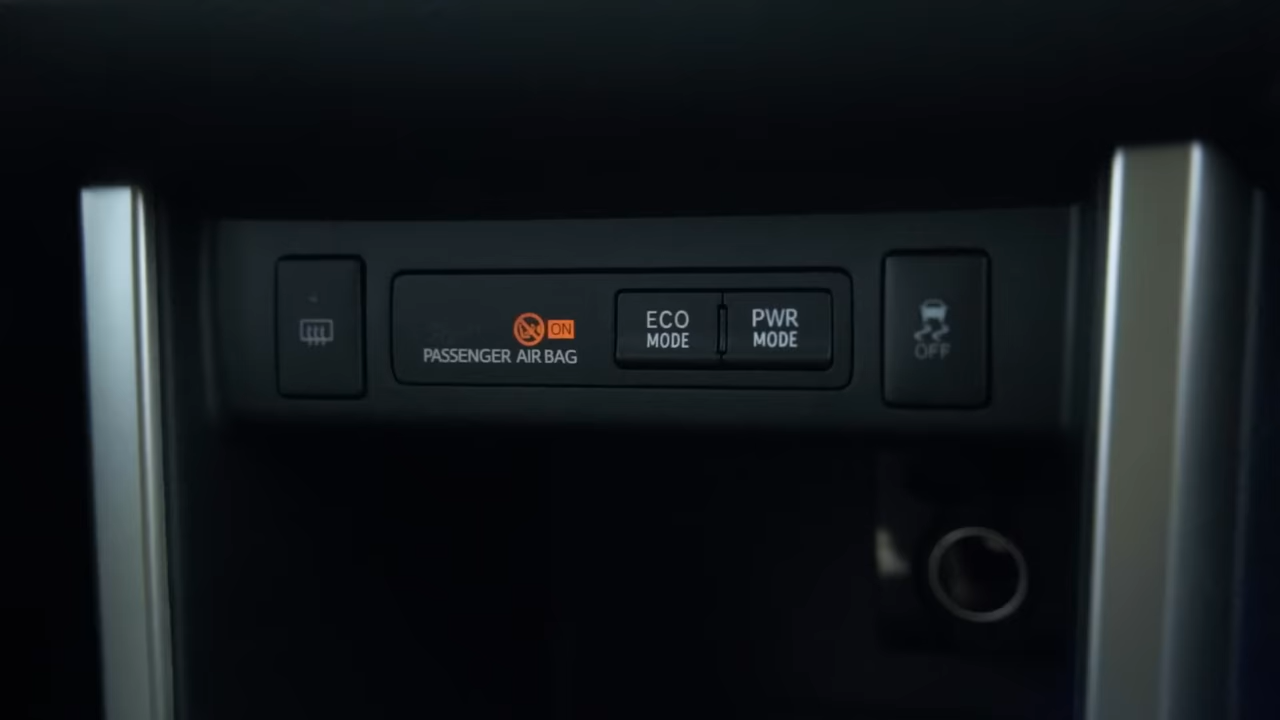 ON
PASSENGER AIR BAG
ECO
MODE
PWR
MODE
OFF